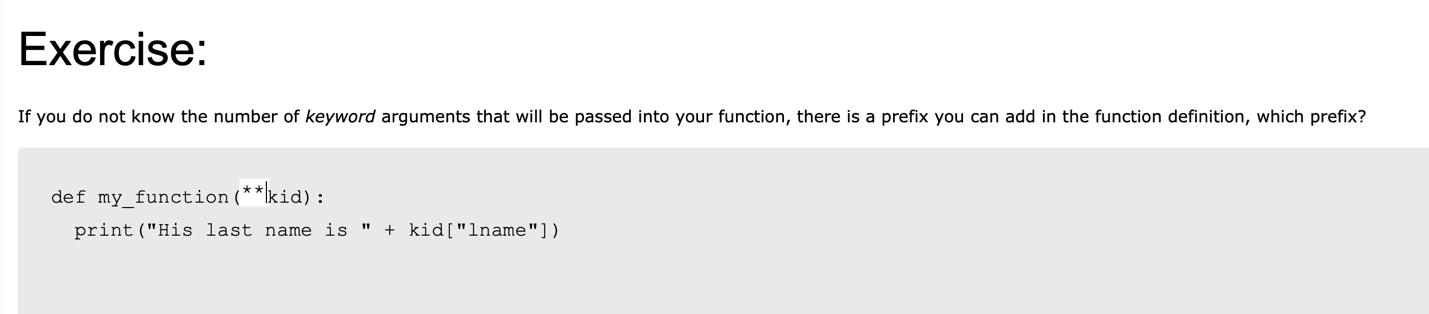 Exercise:
If you do not know the number of keyword arguments that will be passed into your function, there is a prefix you can add in the function definition, which prefix?
def my_function(**kid):
  print("His last name is " + kid["lname"])